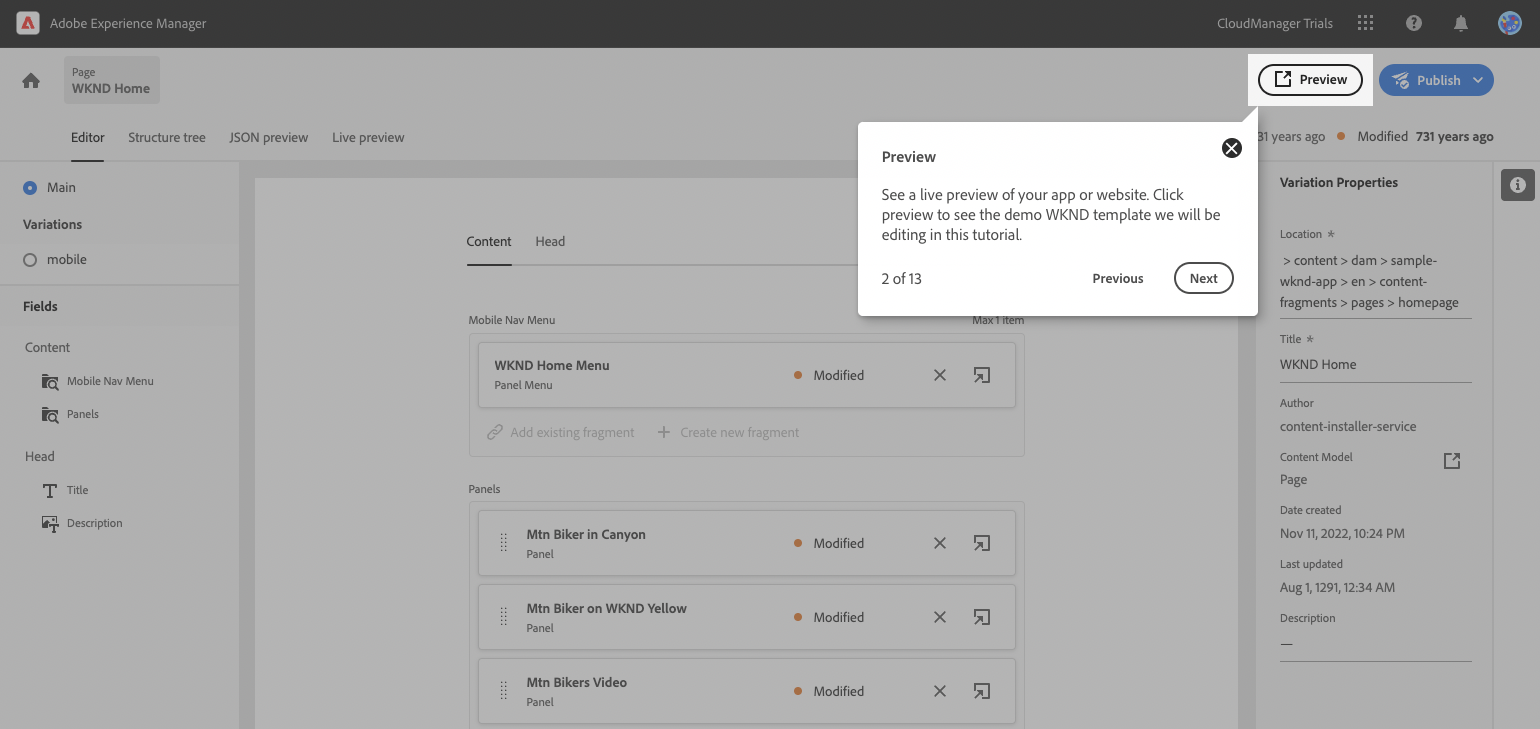 Adobe Experience Manager
CloudManager Trials
Page
WKND Home
Preview
Publish
Editor
Structure tree
JSON preview
Live preview
31 years ago
Modified 731 years ago
Preview
See a live preview of your app or website. Click
preview to see the demo WKND template we will be
editing in this tutorial.
2 of 13
Previous
Next
Main
Variations
mobile
Fields
Content
Mobile Nav Menu
Panels
Head
Title
Description
Content
Head
Mobile Nav Menu
Max 1 item
WKND Home Menu
Panel Menu
Modified
Add existing fragment
Create new fragment
Panels
Mtn Biker in Canyon
Panel
Modified
Mtn Biker on WKND Yellow
Panel
Modified
Mtn Bikers Video
Panel
Modified
Variation Properties
Location *
> content > dam > sample-
wknd-app > en > content-
fragments > pages > homepage
Title *
WKND Home
Author
content-installer-service
Content Model
Page
Date created
Nov 11, 2022, 10:24 PM
Last updated
Aug 1, 1291, 12:34 AM
Description
—